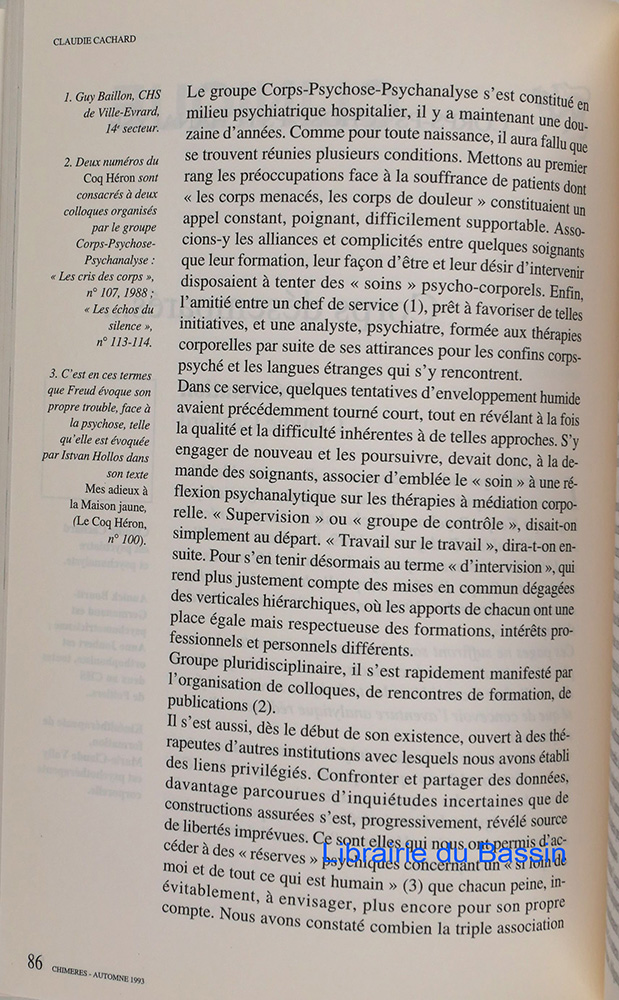 CLAUDIE CACHARD
1. Guy Baillon, CHS
de Ville-Evrard,
14e secteur.
2. Deux numéros du
Coq Héron sont
consacrés à deux
colloques organisés
par le groupe
Corps-Psychose-
Psychanalyse :
« Les cris des corps »,
n° 107, 1988 ;
« Les échos du
silence »,
n° 113-114.
3. C'est en ces termes
que Freud évoque son
propre trouble, face à
la psychose, telle
qu'elle est évoquée
par Istvan Hollos dans
son texte
Mes adieux à
la Maison jaune,
(Le Coq Héron,
n° 100).
Le groupe Corps-Psychose-Psychanalyse s'est constitué en
milieu psychiatrique hospitalier, il y a maintenant une dou-
zaine d'années. Comme pour toute naissance, il aura fallu que
se trouvent réunies plusieurs conditions. Mettons au premier
rang les préoccupations face à la souffrance de patients dont
« les corps menacés, les corps de douleur » constituaient un
appel constant, poignant, difficilement supportable. Asso-
cions-y les alliances et complicités entre quelques soignants
que leur formation, leur façon d'être et leur désir d'intervenir
disposaient à tenter des « soins » psycho-corporels. Enfin,
l'amitié entre un chef de service (1), prêt à favoriser de telles
initiatives, et une analyste, psychiatre, formée aux thérapies
corporelles par suite de ses attirances pour les confins corps-
psyché et les langues étranges qui s'y rencontrent.
Dans ce service, quelques tentatives d'enveloppement humide
avaient précédemment tourné court, tout en révélant à la fois
la qualité et la difficulté inhérentes à de telles approches. S'y
engager de nouveau et les poursuivre, devait donc, à la de-
mande des soignants, associer d'emblée le « soin » à une ré-
flexion psychanalytique sur les thérapies à médiation corpo-
relle. « Supervision » ou « groupe de contrôle », disait-on
simplement au départ. « Travail sur le travail », dira-t-on en-
suite. Pour s'en tenir désormais au terme « d'intervision », qui
rend plus justement compte des mises en commun dégagées
des verticales hiérarchiques, où les apports de chacun ont une
place égale mais respectueuse des formations, intérêts pro-
fessionnels et personnels différents.
Groupe pluridisciplinaire, il s'est rapidement manifesté par
l'organisation de colloques, de rencontres de formation, de
publications (2).
Il s'est aussi, dès le début de son existence, ouvert à des thé-
rapeutes d'autres institutions avec lesquels nous avons établi
des liens privilégiés. Confronter et partager des données,
davantage parcourues d'inquiétudes incertaines que de
constructions assurées s'est, progressivement, révélé source
de libertés imprévues. Ce sont elles qui nous ont permis d'ac-
céder à des « réserves » psychiques concernant un « si loin de
moi et de tout ce qui est humain » (3) que chacun peine, in-
évitablement, à envisager, plus encore pour son propre
compte. Nous avons constaté combien la triple association
Librairie du Bassin
86
CHIMERES - AUTOMNE 1993